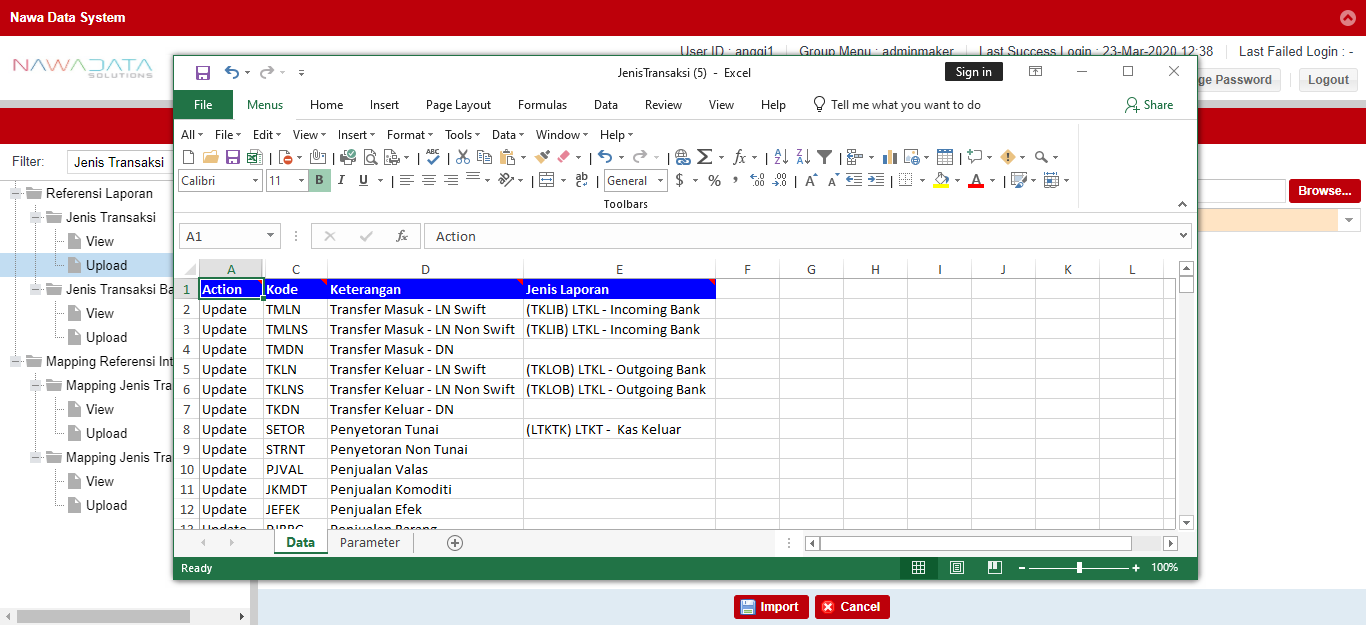 Nawa Data System
NAWADATA
SOLUTIONS
User ID : anggi1 Group Menu : adminmaker Last Success Login : 23-Mar-2020 12:38 Last Failed Login : -
JenisTransaksi (5) - Excel
Sign in
Password
Logout
File Menus Home Insert Page Layout Formulas Data Review View Help Tell me what you want to do Share
All File Edit View Insert Format Tools Data Window Help
Calibri 11 B I U General $ % ,
Toolbars
Filter: Jenis Transaksi
Browse...
A1 fx Action
Referensi Laporan
Jenis Transaksi
View
Upload
Jenis Transaksi Ba
View
Upload
Mapping Referensi Int
Mapping Jenis Tra
View
Upload
Mapping Jenis Tra
View
Upload
A C D E F G H I J K L
1 Action Kode Keterangan Jenis Laporan
2 Update TMLN Transfer Masuk - LN Swift (TKLIB) LTKL - Incoming Bank
3 Update TMLNS Transfer Masuk - LN Non Swift (TKLIB) LTKL - Incoming Bank
4 Update TMDN Transfer Masuk - DN
5 Update TKLN Transfer Keluar - LN Swift (TKLOB) LTKL - Outgoing Bank
6 Update TKLNS Transfer Keluar - LN Non Swift (TKLOB) LTKL - Outgoing Bank
7 Update TKDN Transfer Keluar - DN
8 Update SETOR Penyetoran Tunai (LTKTK) LTKT - Kas Keluar
9 Update STRNT Penyetoran Non Tunai
10 Update PJVAL Penjualan Valas
11 Update JKMDT Penjualan Komoditi
12 Update JEFEK Penjualan Efek
13 Update PJBRG Penjualan Barang
Data Parameter
Ready 100%
Import Cancel